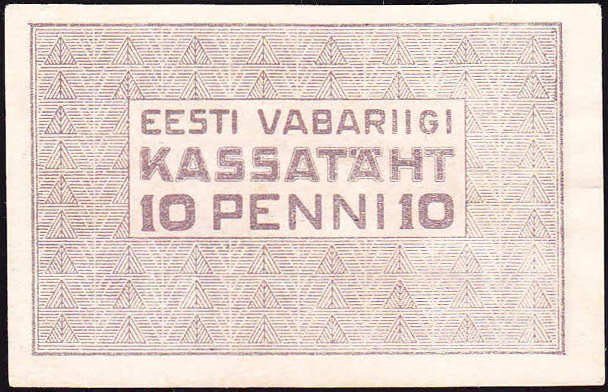 EESTI VABARIIGI
KASSATÄHT
10 PENNI 10